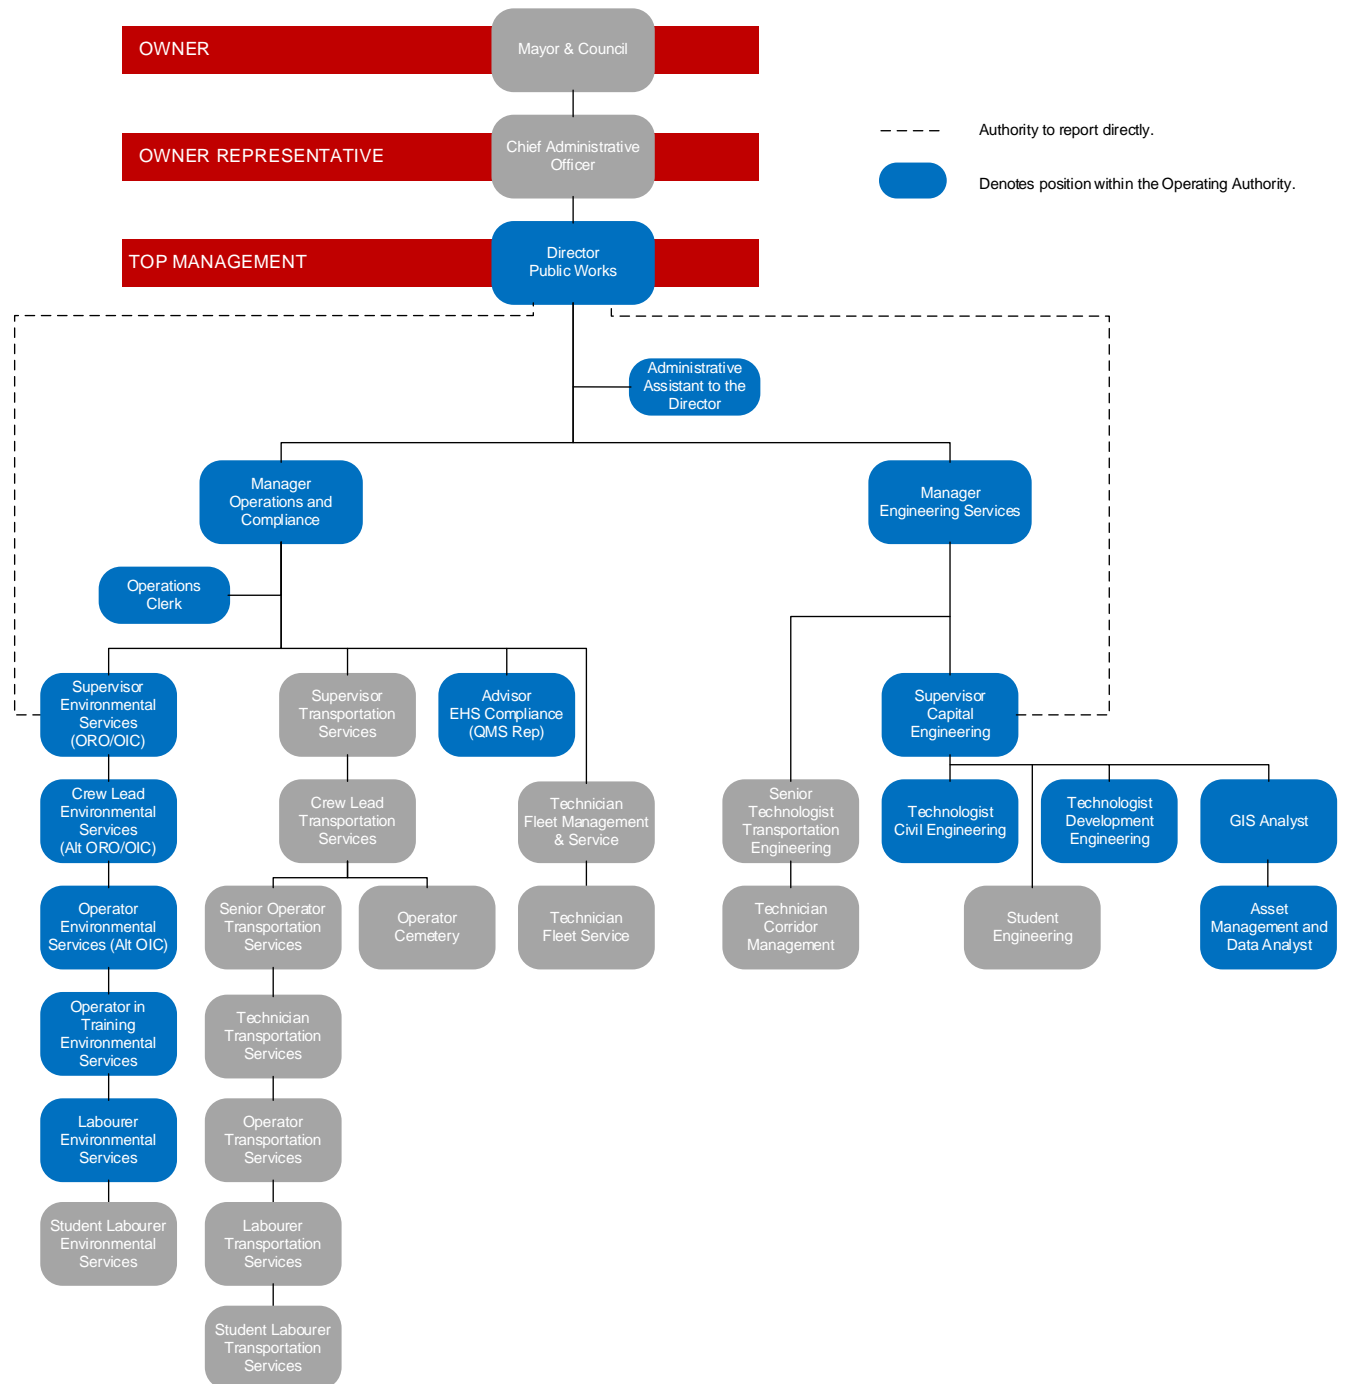 OWNER
Mayor & Council
Authority to report directly.
OWNER REPRESENTATIVE
Chief Administrative
Officer
Denotes position within the Operating Authority.
TOP MANAGEMENT
Director
Public Works
Administrative
Assistant to the
Director
Manager
Operations and
Compliance
Manager
Engineering Services
Operations
Clerk
Supervisor
Environmental
Services
(ORO/OIC)
Supervisor
Transportation
Services
Advisor
EHS Compliance
(QMS Rep)
Supervisor
Capital
Engineering
Crew Lead
Environmental
Services
(Alt ORO/OIC)
Crew Lead
Transportation
Services
Technician
Fleet Management
& Service
Senior
Technologist
Transportation
Engineering
Technologist
Civil Engineering
Technologist
Development
Engineering
GIS Analyst
Operator
Environmental
Services (Alt OIC)
Senior Operator
Transportation
Services
Operator
Cemetery
Technician
Fleet Service
Technician
Corridor
Management
Student
Engineering
Asset
Management and
Data Analyst
Operator in
Training
Environmental
Services
Technician
Transportation
Services
Labourer
Environmental
Services
Operator
Transportation
Services
Student Labourer
Environmental
Services
Labourer
Transportation
Services
Student Labourer
Transportation
Services